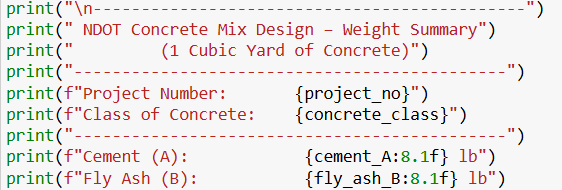 print("\n-----------------------------------------------")
print(" NDOT Concrete Mix Design – Weight Summary")
print("         (1 Cubic Yard of Concrete)")
print("-----------------------------------------------")
print(f"Project Number:       {project_no}")
print(f"Class of Concrete:    {concrete_class}")
print("-----------------------------------------------")
print(f"Cement (A):            {cement_A:8.1f} lb")
print(f"Fly Ash (B):           {fly_ash_B:8.1f} lb")